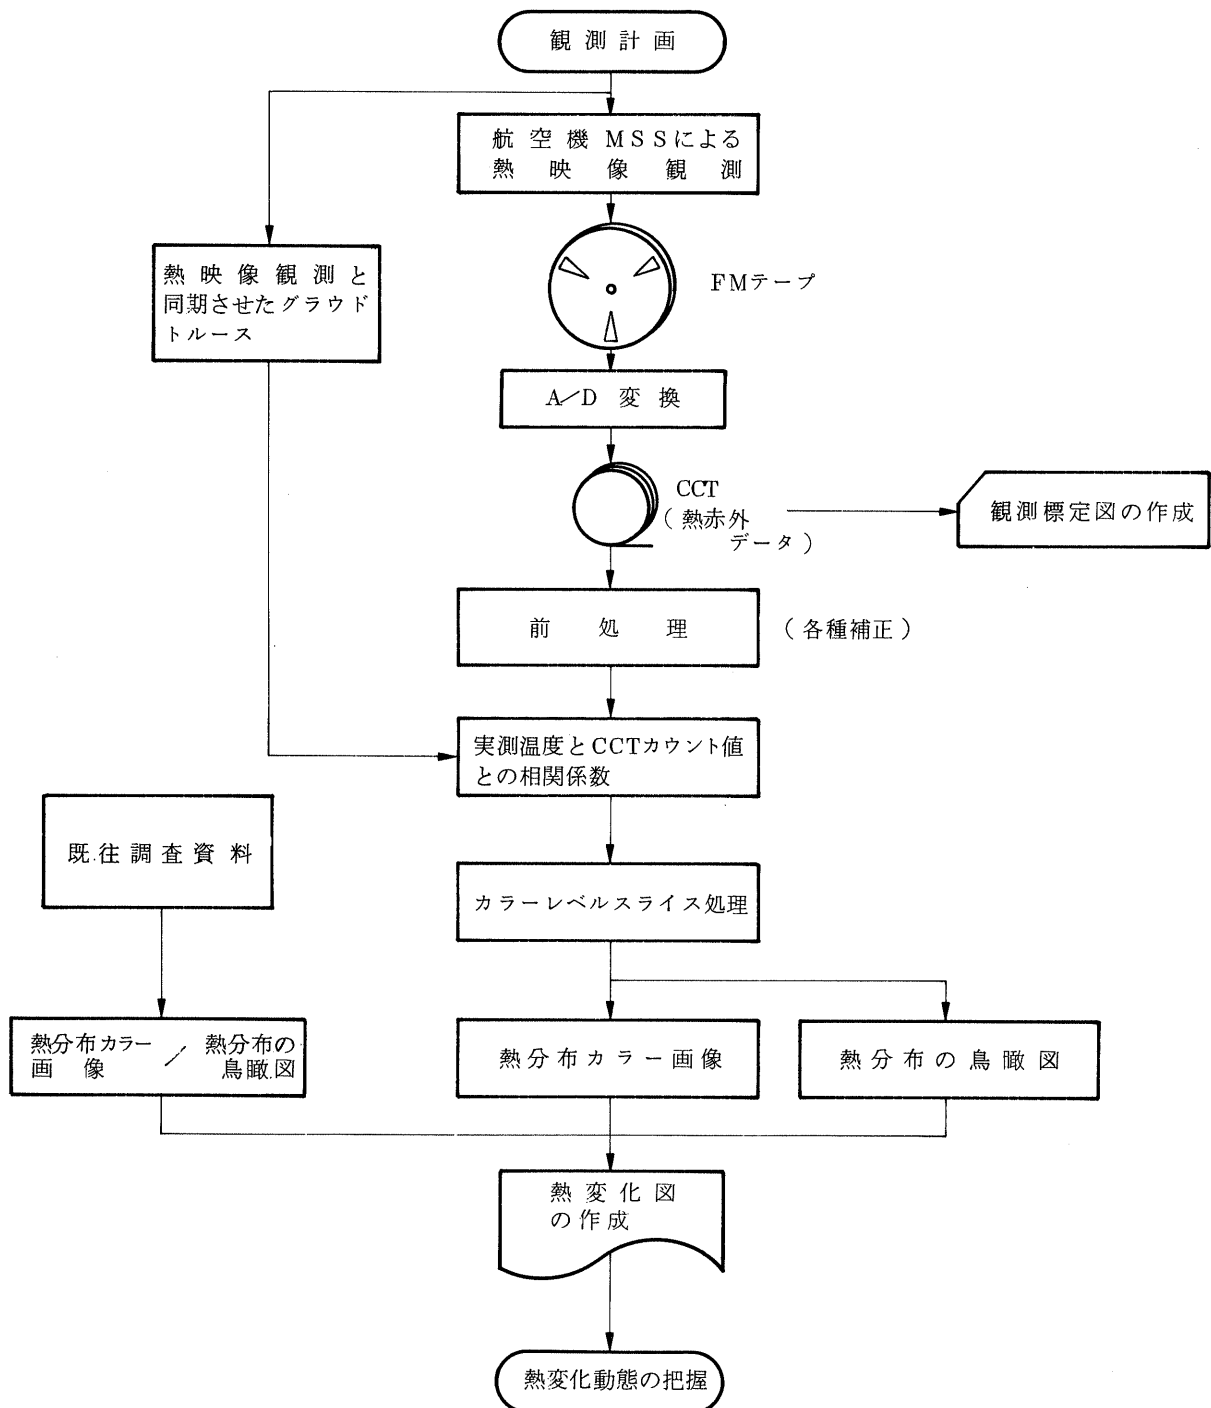 観測計画
航空機MSSによる
熱映像観測
熱映像観測と
同期させたグラウド
トルース
FMテープ
A/D変換
CCT
(熱赤外
データ)
観測標定図の作成
前処理
(各種補正)
実測温度とCCTカウント値
との相関係数
既往調査資料
カラーレベルスライス処理
熱分布カラー
画像
/
熱分布の
鳥瞰図
熱分布カラー画像
熱分布の鳥瞰図
熱変化図
の作成
熱変化動態の把握